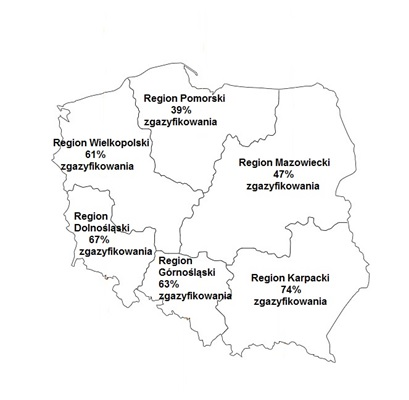 Region Pomorski
39%
zgazyfikowania
Region Wielkopolski
61%
zgazyfikowania
Region Mazowiecki
47%
zgazyfikowania
Region
Dolnośląski
67%
zgazyfikowania
Region
Górnośląski
63%
zgazyfikowania
Region Karpacki
74%
zgazyfikowania